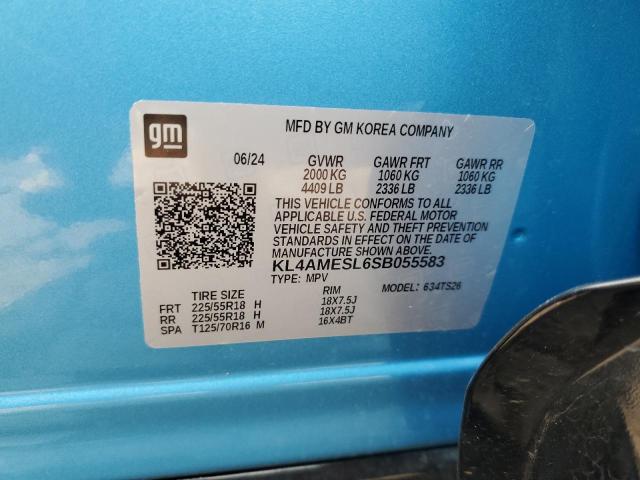 gm
MFD BY GM KOREA COMPANY
06/24 GVWR GAWR FRT GAWR RR
2000 KG 1060 KG 1060 KG
4409 LB 2336 LB 2336 LB
THIS VEHICLE CONFORMS TO ALL
APPLICABLE U.S. FEDERAL MOTOR
VEHICLE SAFETY AND THEFT PREVENTION
STANDARDS IN EFFECT ON THE DATE OF
MANUFACTURE SHOWN ABOVE.
KL4AMESL6SB055583
TYPE: MPV MODEL: 634TS26
TIRE SIZE RIM
FRT 225/55R18 H 18X7.5J
RR 225/55R18 H 18X7.5J
SPA T125/70R16 M 16X4BT